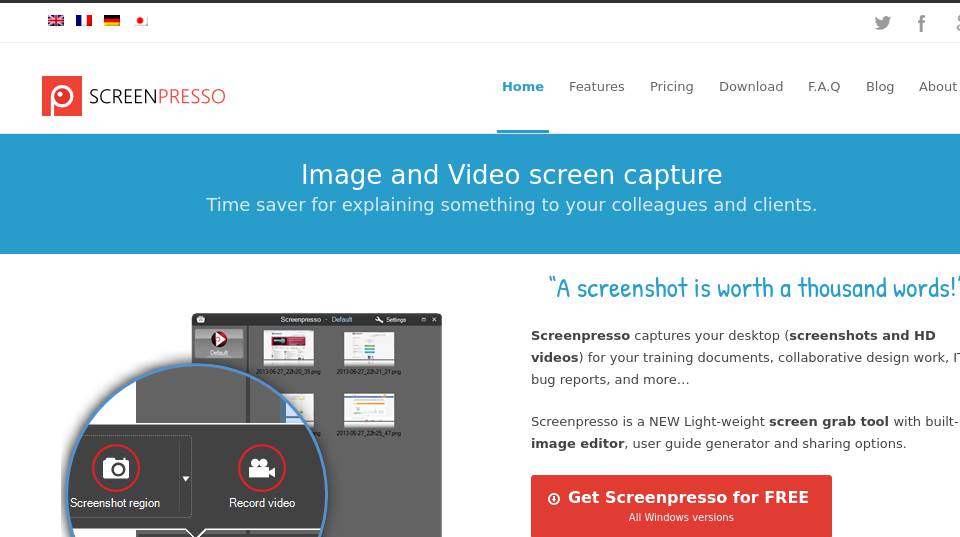 SCREENPRESSO
Home Features Pricing Download F.A.Q Blog About
Image and Video screen capture
Time saver for explaining something to your colleagues and clients.
“A screenshot is worth a thousand words!”
Screenpresso captures your desktop (screenshots and HD
videos) for your training documents, collaborative design work, IT
bug reports, and more...
Screenpresso is a NEW Light-weight screen grab tool with built-
image editor, user guide generator and sharing options.
Get Screenpresso for FREE
All Windows versions
Screenpresso - Default Settings
Default
2013-06-27_22h20_35.png 2013-06-27_22h21_21.png
2013-06-27_22h25_47.png
Screenshot region Record video